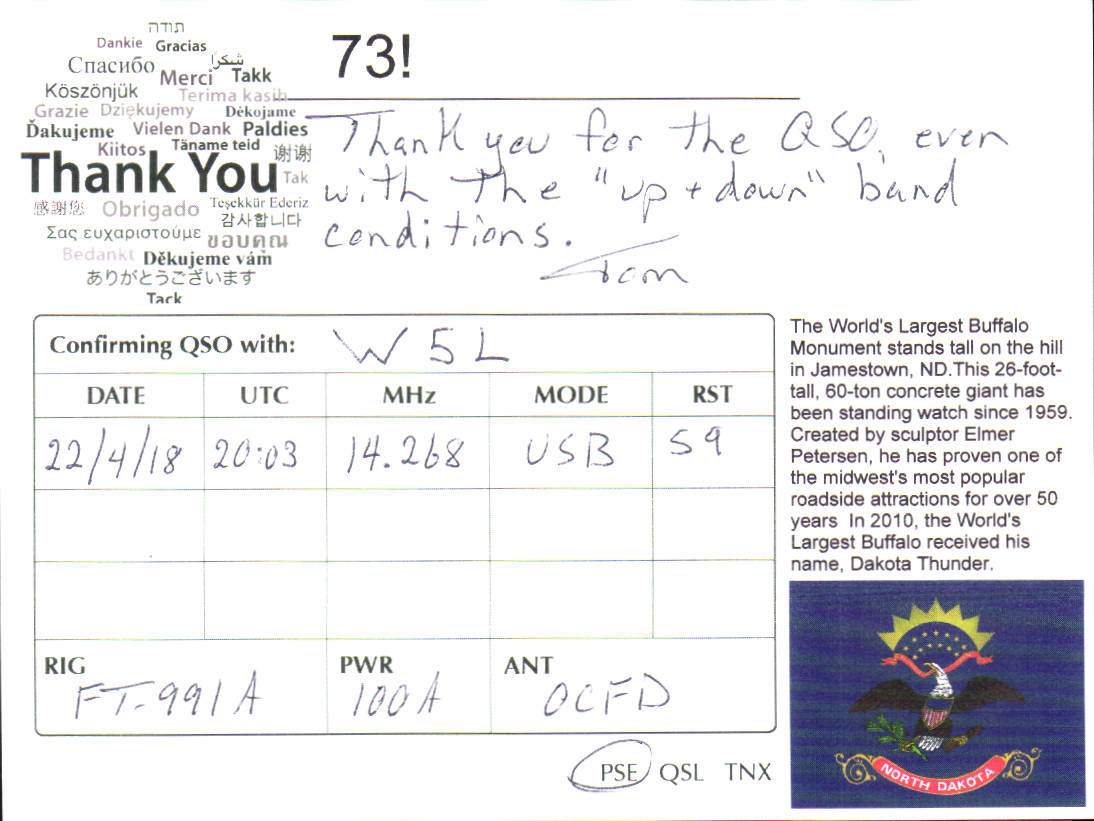 תודה
Dankie Gracias
Спасибо شكراً
Merci Takk
Köszönjük Terima kasih
Grazie Dziękujemy Dėkojame
Ďakujeme Vielen Dank Paldies
Kiitos Täname teid 谢谢
Thank You Tak
感謝您 Obrigado Teşekkür Ederiz
감사합니다
Σας ευχαριστούμε ขอบคุณ
Bedankt Děkujeme vám
ありがとうございます
Tack
73!
Thank you for the QSO, even
with the "up + down" band
conditions.
Tom
Confirming QSO with: W5L
DATE UTC MHz MODE RST
22/4/18 20:03 14.268 USB 59
RIG PWR ANT
FT-991A 100A OCFD
PSE QSL TNX
The World's Largest Buffalo
Monument stands tall on the hill
in Jamestown, ND.This 26-foot-
tall, 60-ton concrete giant has
been standing watch since 1959.
Created by sculptor Elmer
Petersen, he has proven one of
the midwest's most popular
roadside attractions for over 50
years In 2010, the World's
Largest Buffalo received his
name, Dakota Thunder.
NORTH DAKOTA